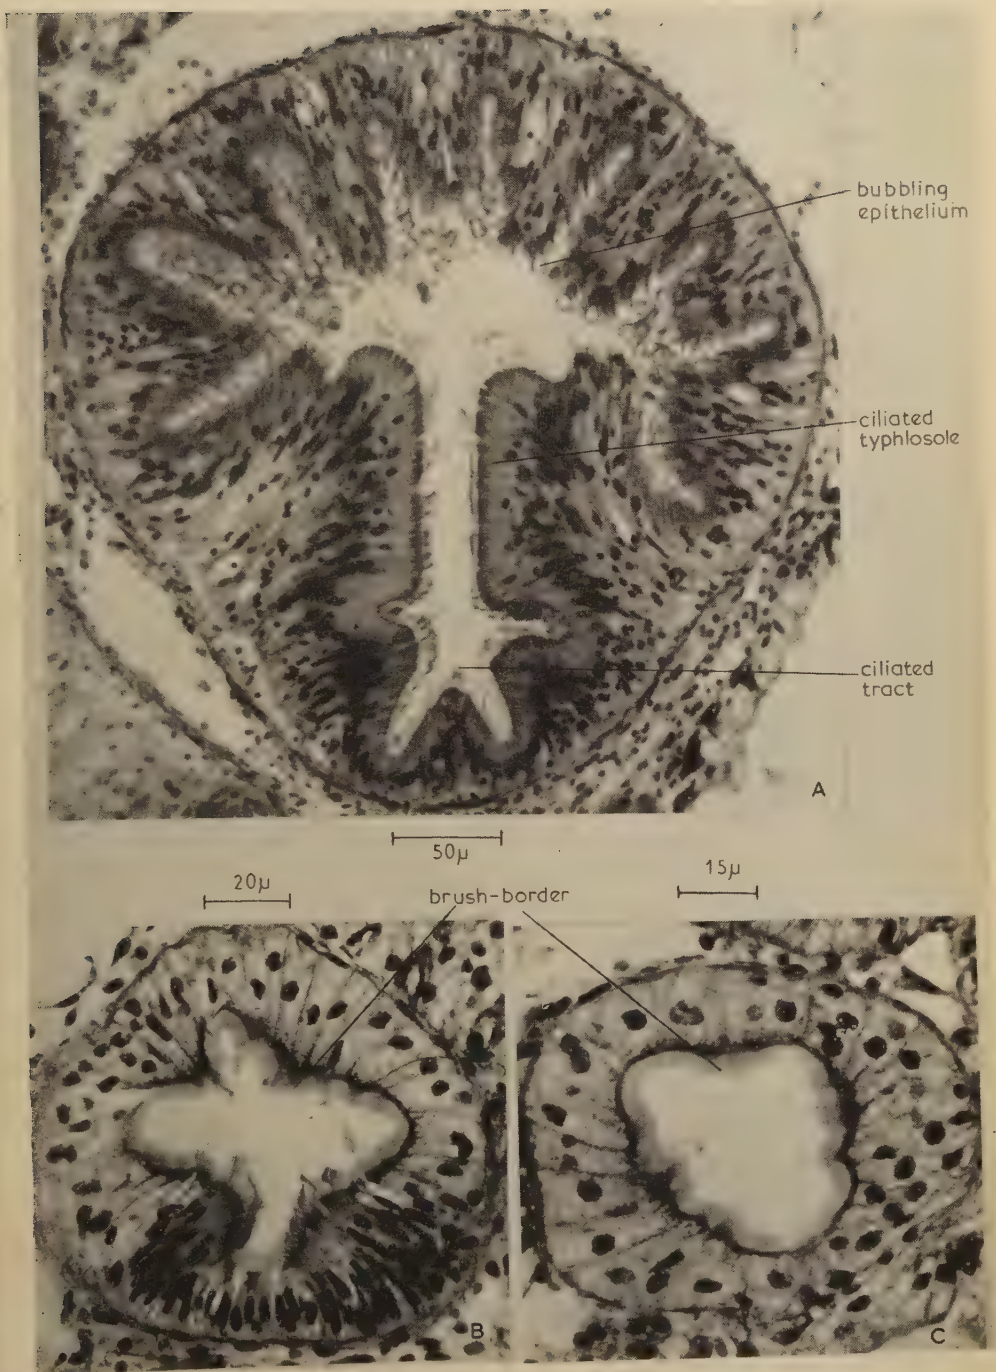 bubbling
epithelium
ciliated
typhlosole
ciliated
tract
A
50µ
20µ
15µ
brush-border
B
C